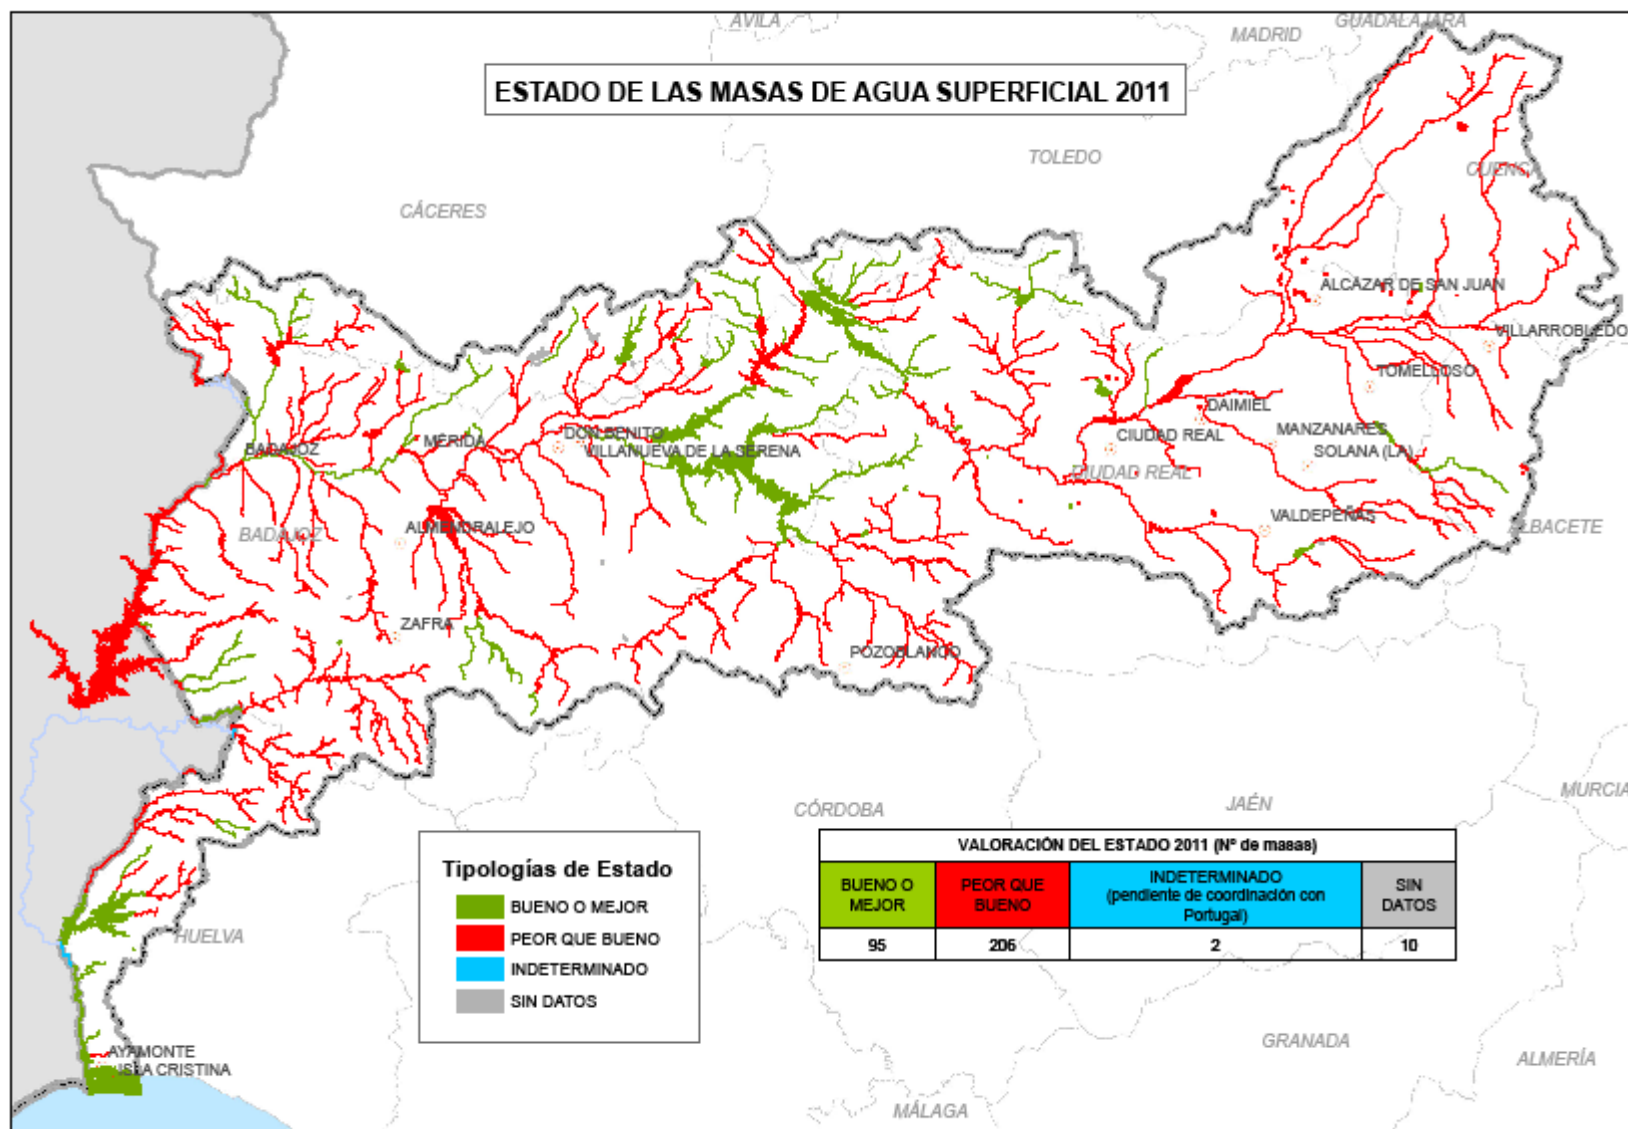 ÁVILA
GUADALAJARA
MADRID
ESTADO DE LAS MASAS DE AGUA SUPERFICIAL 2011
TOLEDO
CUENCA
CÁCERES
ALCÁZAR DE SAN JUAN
VILLARROBLEDO
TOMELLOSO
DAIMIEL
MANZANARES
CIUDAD REAL
SOLANA (LA)
CIUDAD REAL
DON BENITO
MÉRIDA
BADAJOZ
VILLANUEVA DE LA SERENA
VALDEPEÑAS
ALBACETE
ALMENDRALEJO
BADAJOZ
ZAFRA
POZOBLANCO
MURCIA
CÓRDOBA
JAÉN
Tipologías de Estado
BUENO O MEJOR
PEOR QUE BUENO
INDETERMINADO
SIN DATOS
VALORACIÓN DEL ESTADO 2011 (Nº de masas)
BUENO O MEJOR
PEOR QUE BUENO
INDETERMINADO
(pendiente de coordinación con Portugal)
SIN DATOS
95 206 2 10
HUELVA
GRANADA
ALMERÍA
AYAMONTE
ISLA CRISTINA
MÁLAGA